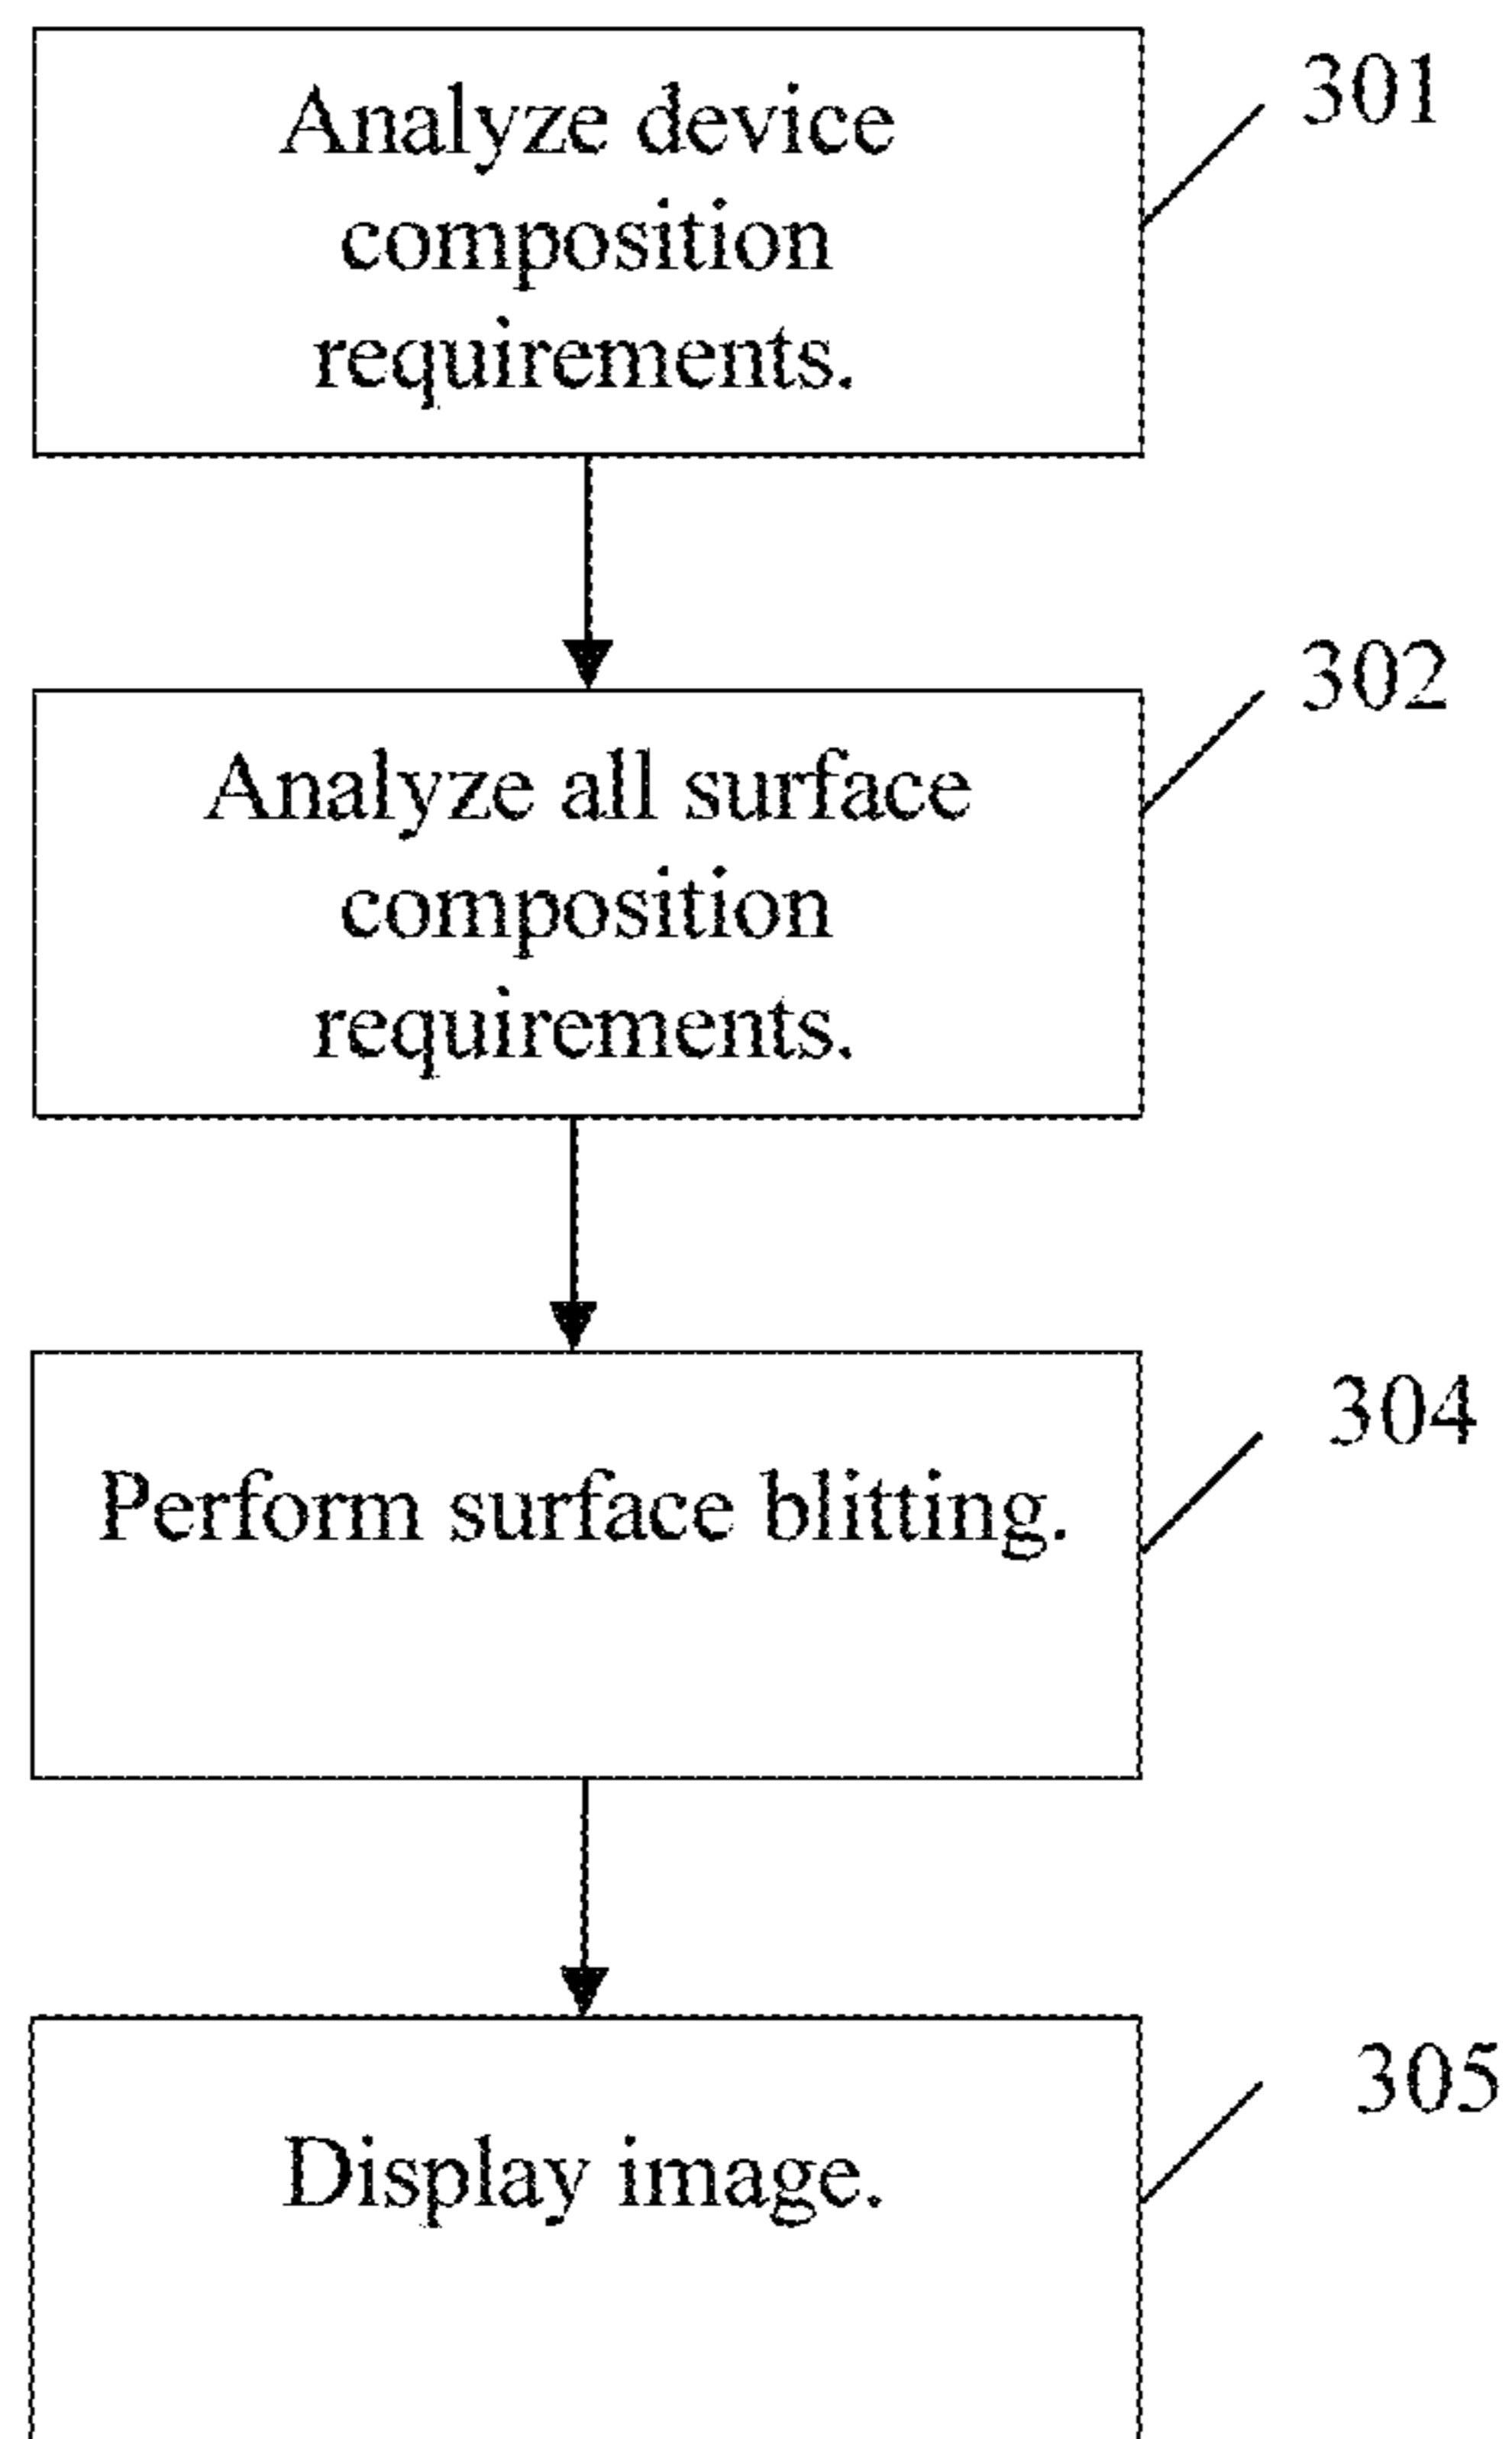 Analyze device
composition
requirements.
301
Analyze all surface
composition
requirements.
302
Perform surface blitting.
304
Display image.
305